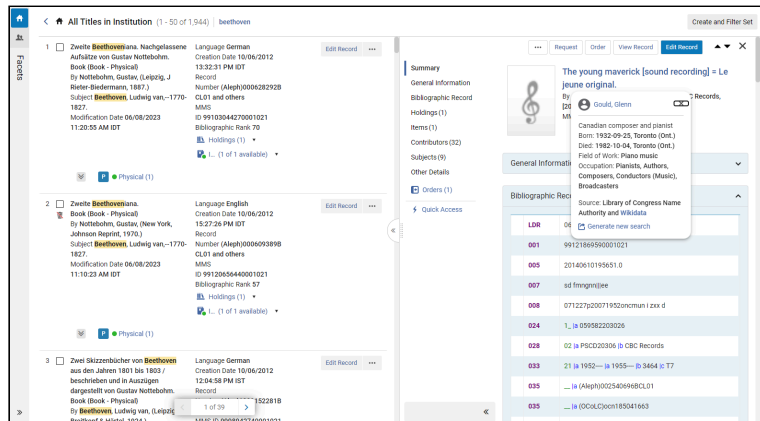 All Titles in Institution (1 - 50 of 1,944) beethoven
Create and Filter Set
Facets
1
Zweite Beethoveniana. Nachgelassene
Aufsätze von Gustav Nottebohm.
Book (Book - Physical)
By Nottebohm, Gustav, (Leipzig, J
Rieter-Biedermann, 1887.)
Subject Beethoven, Ludwig van,--1770-
1827.
Modification Date 06/08/2023
11:20:55 AM IDT
Language German
Creation Date 10/06/2012
13:32:31 PM IDT
Record
Number (Aleph)000628292B
CL01 and others
MMS
ID 99103044270001021
Bibliographic Rank 70
Holdings (1)
I... (1 of 1 available)
Edit Record
P Physical (1)
2
Zweite Beethoveniana.
Book (Book - Physical)
By Nottebohm, Gustav, (New York,
Johnson Reprint, 1970.)
Subject Beethoven, Ludwig van,--1770-
1827.
Modification Date 06/08/2023
11:10:23 AM IDT
Language English
Creation Date 10/06/2012
15:27:26 PM IDT
Record
Number (Aleph)000609389B
CL01 and others
MMS
ID 99120656440001021
Bibliographic Rank 57
Holdings (1)
I... (1 of 1 available)
Edit Record
P Physical (1)
3
Zwei Skizzenbücher von Beethoven
aus den Jahren 1801 bis 1803 /
beschrieben und in Auszügen
dargestellt von Gustav Nottebohm.
Book (Book - Physical)
By Beethoven, Ludwig van, (Leipzig
Language German
Creation Date 10/06/2012
12:04:58 PM IST
Record
152281B
Edit Record
1 of 39
Summary
General Information
Bibliographic Record
Holdings (1)
Items (1)
Contributors (32)
Subjects (9)
Other Details
Orders (1)
Quick Access
Request
Order
View Record
Edit Record
The young maverick [sound recording] = Le
jeune original.
By
C Records,
[20
MM
Gould, Glenn
Canadian composer and pianist
Born: 1932-09-25, Toronto (Ont.)
Died: 1982-10-04, Toronto (Ont.)
Field of Work: Piano music
Occupation: Pianists, Authors,
Composers, Conductors (Music),
Broadcasters
Source: Library of Congress Name
Authority and Wikidata
Generate new search
General Informati
Bibliographic Rec
LDR 06
001 99121869590001021
005 20140610195651.0
007 sd fmngnn|||ee
008 071227p20071952oncmun i zxx d
024 1_ |a 059582203026
028 02 |a PSCD20306 |b CBC Records
033 21 |a 1952---- |a 1955---- |b 3464 |c T7
035 __ |a (Aleph)002540696BCL01
035 __ |a (OCoLC)ocn185041663